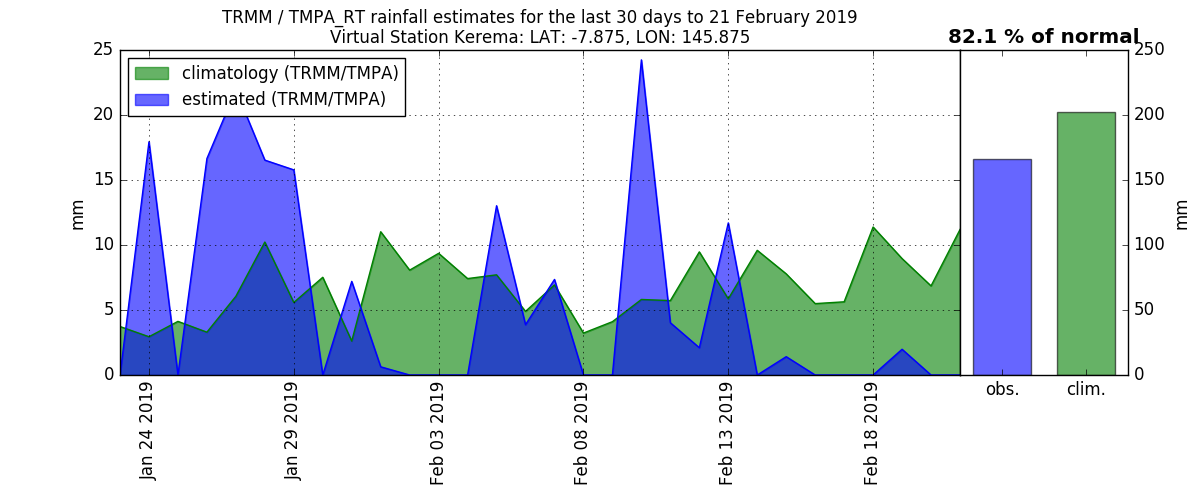 TRMM / TMPA_RT rainfall estimates for the last 30 days to 21 February 2019
Virtual Station Kerema: LAT: -7.875, LON: 145.875
82.1 % of normal
climatology (TRMM/TMPA)
estimated (TRMM/TMPA)
25
20
15
10
5
0
mm
Jan 24 2019
Jan 29 2019
Feb 03 2019
Feb 08 2019
Feb 13 2019
Feb 18 2019
250
200
150
100
50
0
mm
obs.
clim.